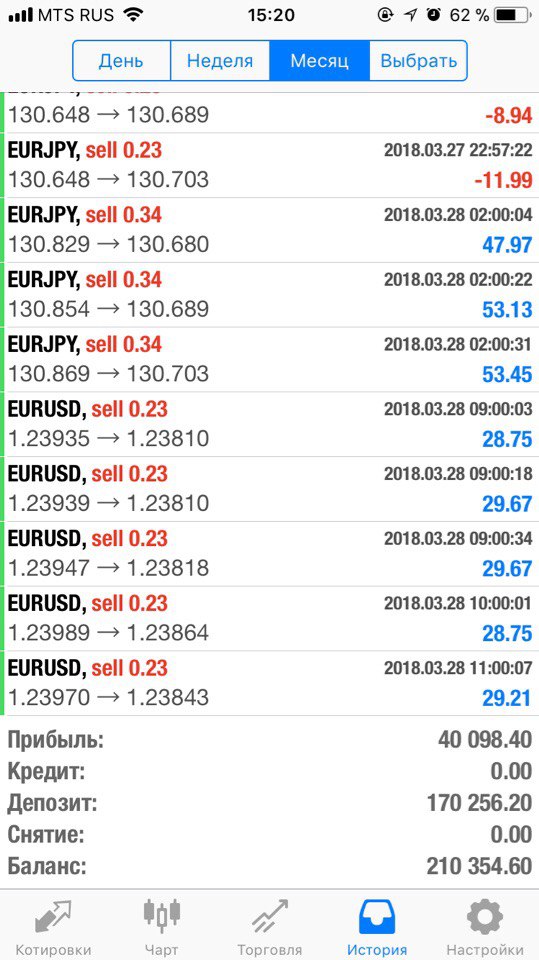 MTS RUS 15:20 62 %
День Неделя Месяц Выбрать
130.648 → 130.689 -8.94
EURJPY, sell 0.23 2018.03.27 22:57:22
130.648 → 130.703 -11.99
EURJPY, sell 0.34 2018.03.28 02:00:04
130.829 → 130.680 47.97
EURJPY, sell 0.34 2018.03.28 02:00:22
130.854 → 130.689 53.13
EURJPY, sell 0.34 2018.03.28 02:00:31
130.869 → 130.703 53.45
EURUSD, sell 0.23 2018.03.28 09:00:03
1.23935 → 1.23810 28.75
EURUSD, sell 0.23 2018.03.28 09:00:18
1.23939 → 1.23810 29.67
EURUSD, sell 0.23 2018.03.28 09:00:34
1.23947 → 1.23818 29.67
EURUSD, sell 0.23 2018.03.28 10:00:01
1.23989 → 1.23864 28.75
EURUSD, sell 0.23 2018.03.28 11:00:07
1.23970 → 1.23843 29.21
Прибыль: 40 098.40
Кредит: 0.00
Депозит: 170 256.20
Снятие: 0.00
Баланс: 210 354.60
Котировки Чарт Торговля История Настройки